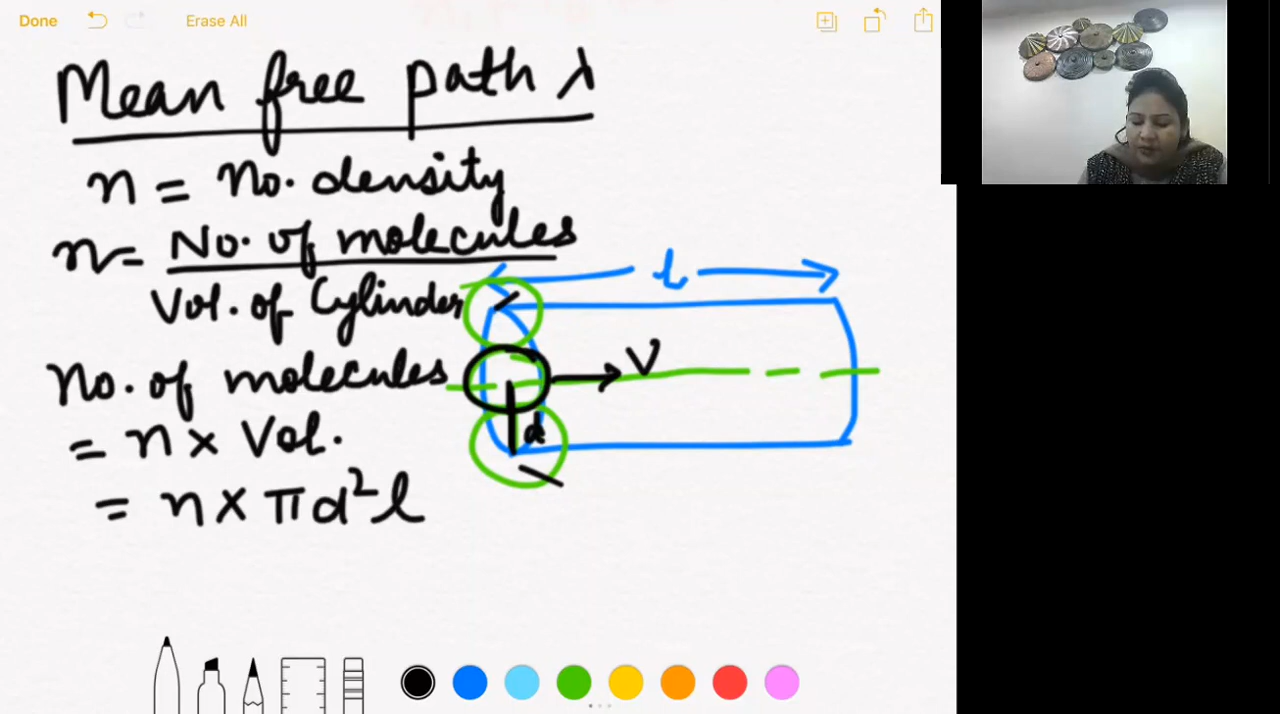 Done
Erase All
Mean free path λ
n = No. density
n = No. of molecules
Vol. of Cylinder
l
No. of molecules
V
= n × Vol.
d
= n × πd²l